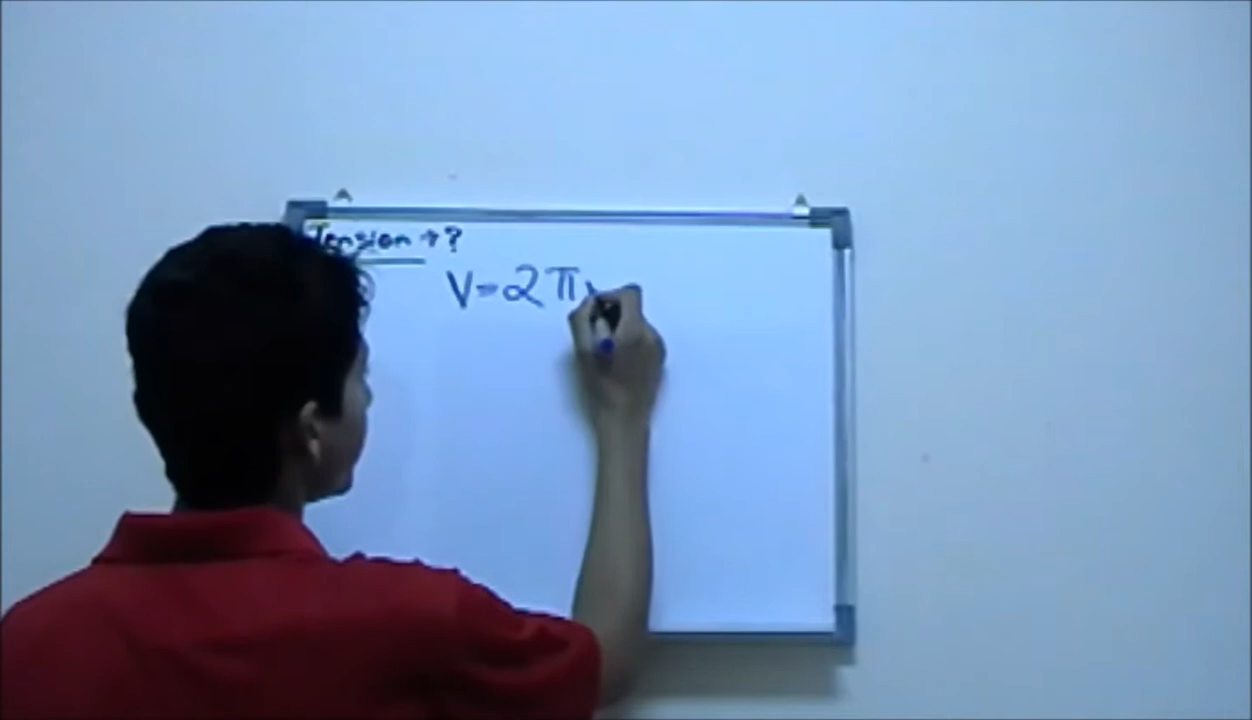 Tension → ?
V=2π